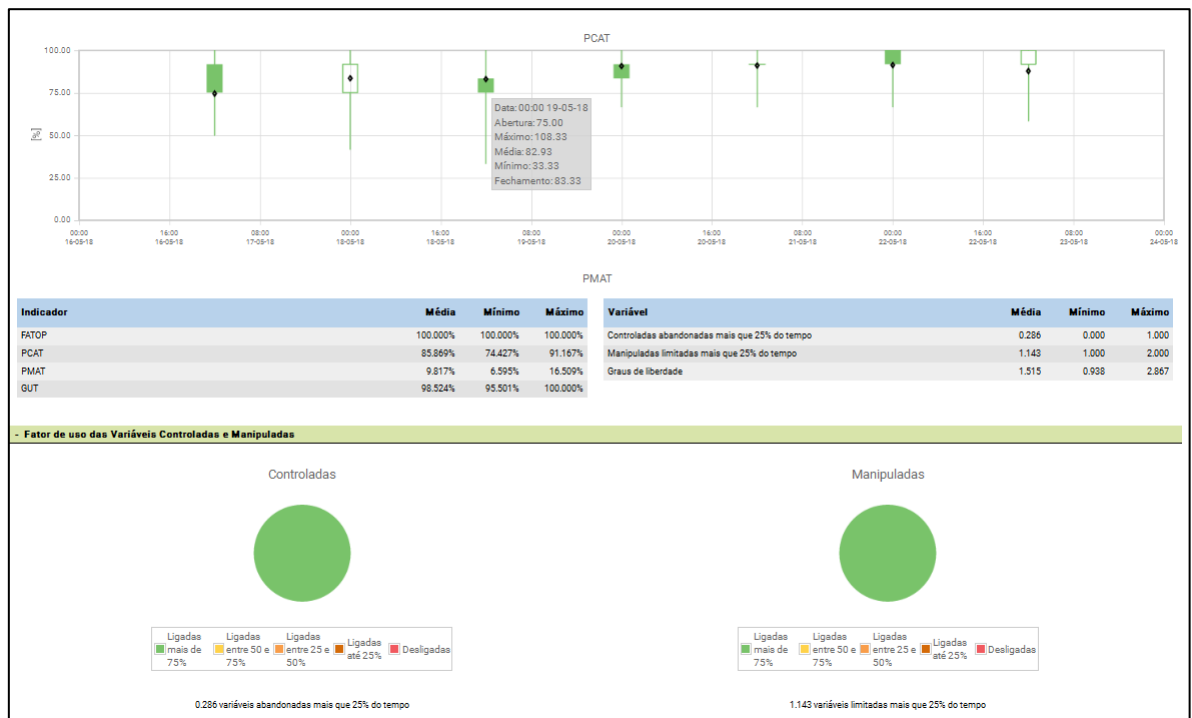 PCAT
100.00
75.00
[%]
50.00
25.00
0.00
Data: 00:00 19-05-18
Abertura: 75.00
Máximo: 108.33
Média: 82.93
Mínimo: 33.33
Fechamento: 83.33
00:00 16:00 08:00 00:00 16:00 08:00 00:00 16:00 08:00 00:00 16:00 08:00 00:00
16-05-18 16-05-18 17-05-18 18-05-18 18-05-18 19-05-18 20-05-18 20-05-18 21-05-18 22-05-18 22-05-18 23-05-18 24-05-18
PMAT
Indicador Média Mínimo Máximo
FATOP 100.000% 100.000% 100.000%
PCAT 85.869% 74.427% 91.167%
PMAT 9.817% 6.595% 16.509%
GUT 98.524% 95.501% 100.000%
Variável Média Mínimo Máximo
Controladas abandonadas mais que 25% do tempo 0.286 0.000 1.000
Manipuladas limitadas mais que 25% do tempo 1.143 1.000 2.000
Graus de liberdade 1.515 0.938 2.867
- Fator de uso das Variáveis Controladas e Manipuladas
Controladas
Ligadas mais de 75%
Ligadas entre 50 e 75%
Ligadas entre 25 e 50%
Ligadas até 25%
Desligadas
0.286 variáveis abandonadas mais que 25% do tempo
Manipuladas
Ligadas mais de 75%
Ligadas entre 50 e 75%
Ligadas entre 25 e 50%
Ligadas até 25%
Desligadas
1.143 variáveis limitadas mais que 25% do tempo